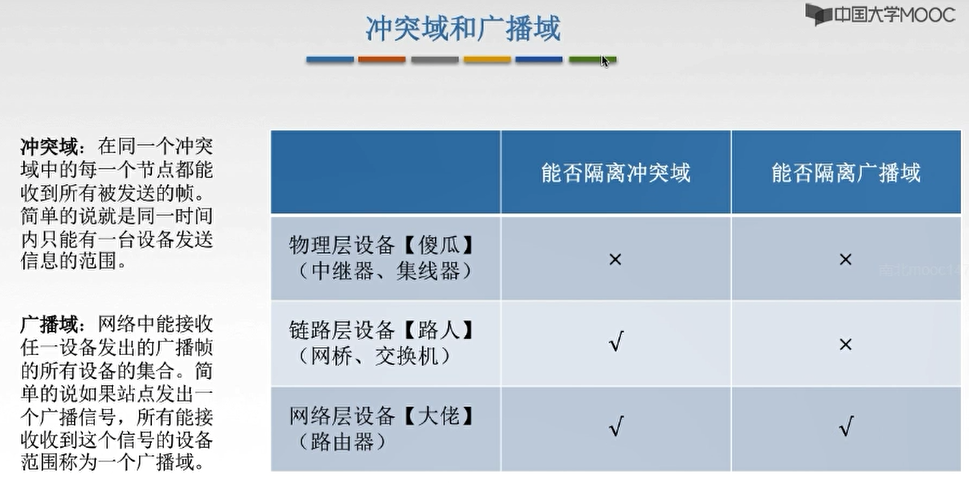 中国大学MOOC
冲突域和广播域
冲突域：在同一个冲突
域中的每一个节点都能
收到所有被发送的帧。
简单的说就是同一时间
内只能有一台设备发送
信息的范围。
广播域：网络中能接收
任一设备发出的广播帧
的所有设备的集合。简
单的说如果站点发出一
个广播信号，所有能接
收收到这个信号的设备
范围称为一个广播域。
能否隔离冲突域 能否隔离广播域
物理层设备【傻瓜】
（中继器、集线器）
× ×
链路层设备【路人】
（网桥、交换机）
√ ×
网络层设备【大佬】
（路由器）
√ √